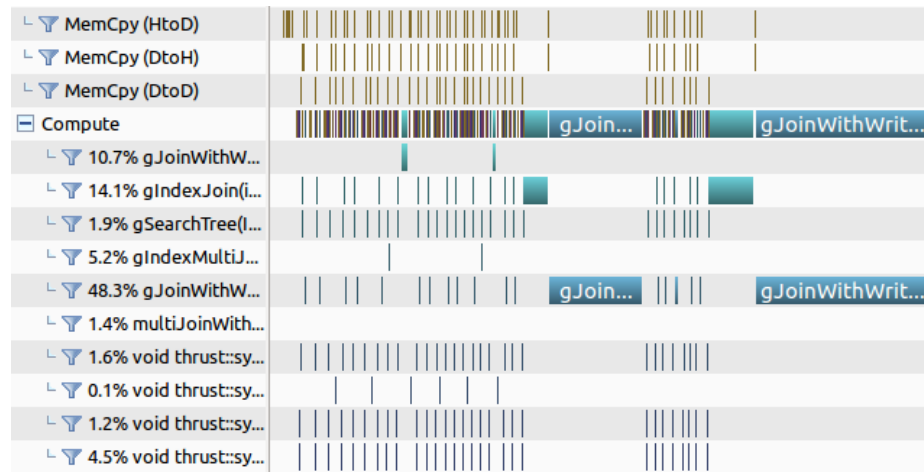 MemCpy (HtoD)
MemCpy (DtoH)
MemCpy (DtoD)
Compute gJoin... gJoinWithWrit...
10.7% gJoinWithW...
14.1% gIndexJoin(i...
1.9% gSearchTree(I...
5.2% gIndexMultiJ...
48.3% gJoinWithW... gJoin... gJoinWithWrit...
1.4% multiJoinWith...
1.6% void thrust::sy...
0.1% void thrust::sy...
1.2% void thrust::sy...
4.5% void thrust::sy...